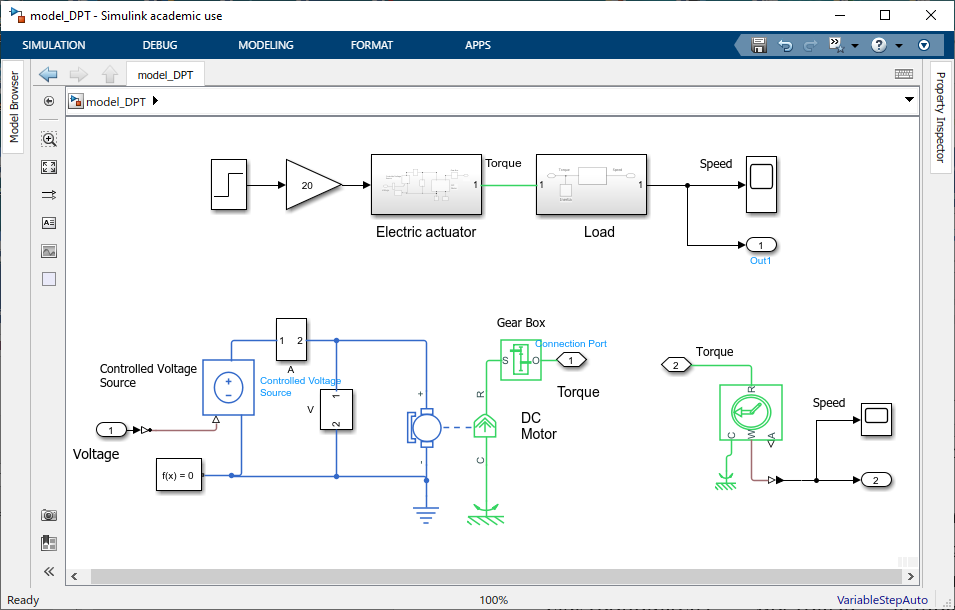 model_DPT - Simulink academic use
SIMULATION
DEBUG
MODELING
FORMAT
APPS
Model Browser
model_DPT
model_DPT
Property Inspector
20
1
Torque
Electric actuator
1
1
Load
Speed
1
Out1
Controlled Voltage
Source
1
Voltage
f(x) = 0
Controlled Voltage
Source
1 2
A
V
1
2
+
-
R
C
DC
Motor
Gear Box
S
O
Connection Port
1
Torque
2
Torque
R
C
W
A
Speed
2
Ready
100%
VariableStepAuto